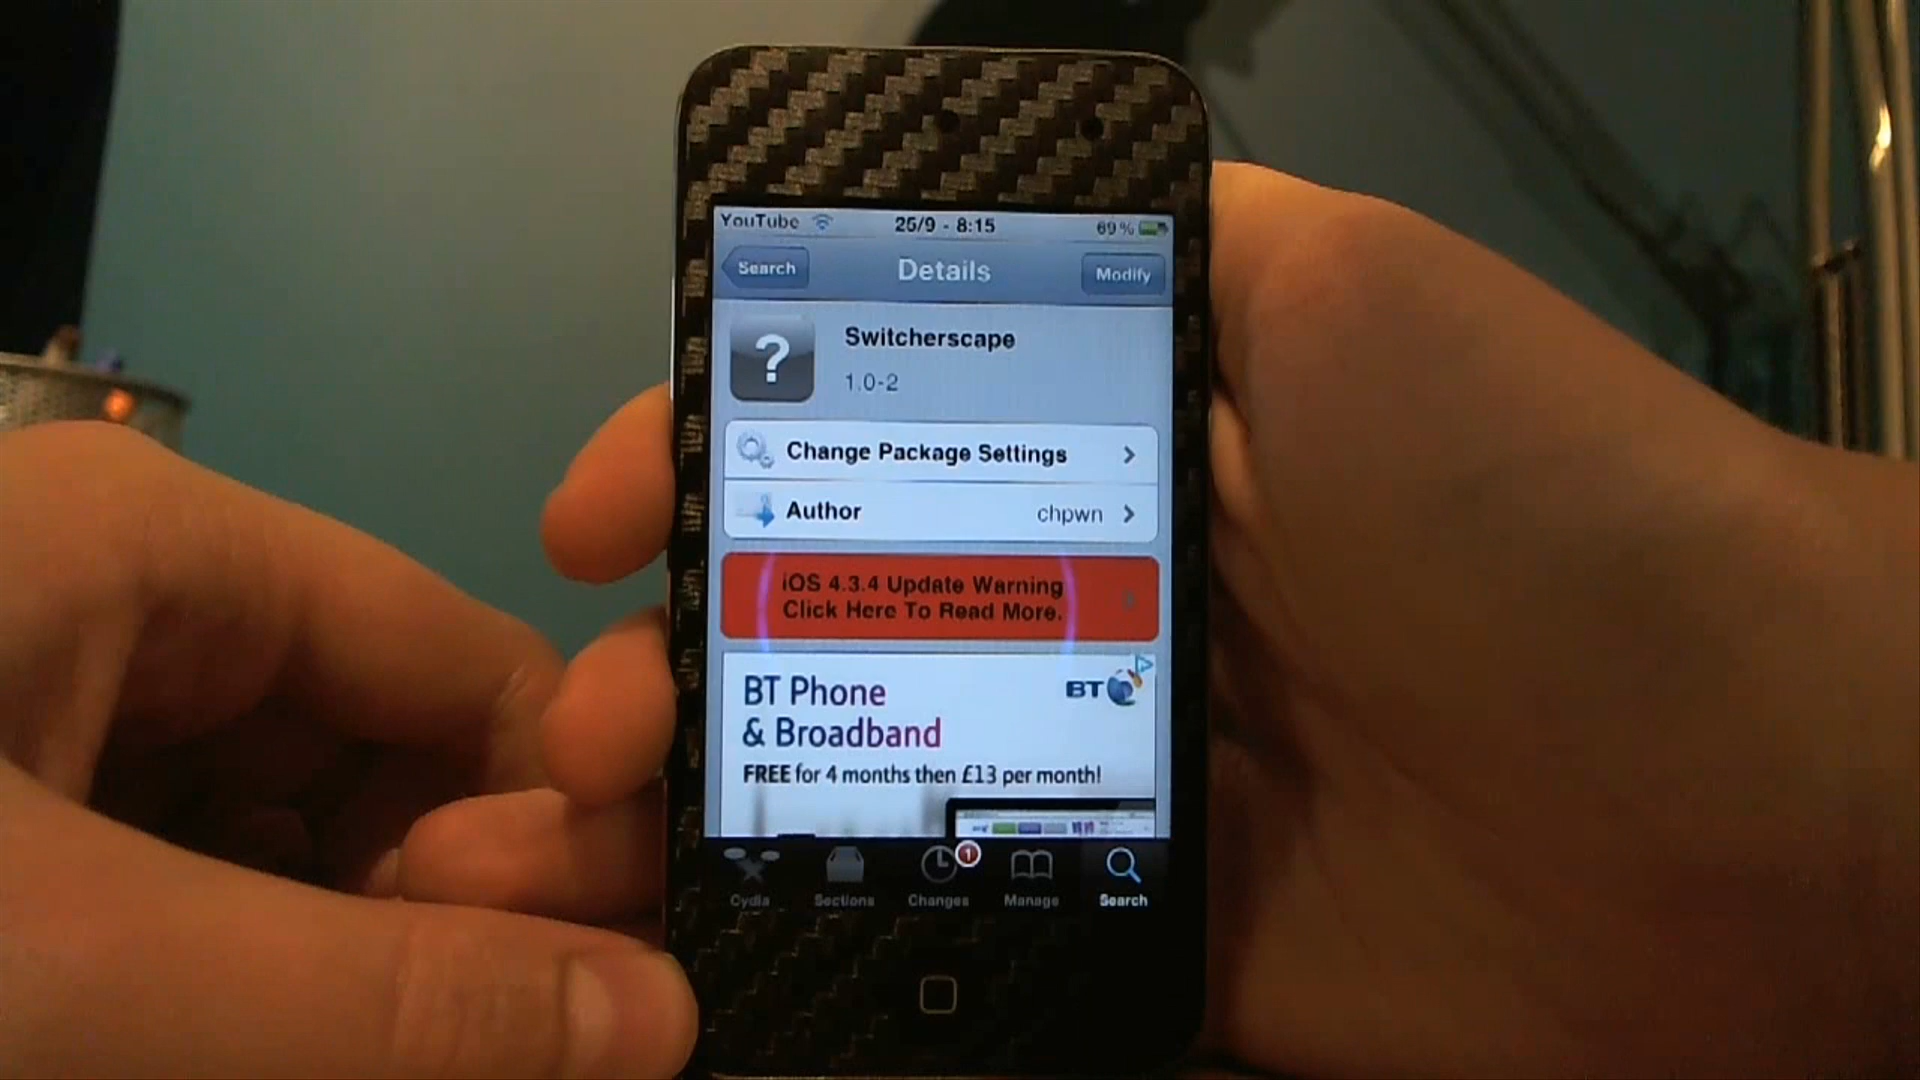 YouTube 25/9 - 8:15 69%
Search Details Modify
?
Switcherscape
1.0-2
Change Package Settings
Author chpwn
iOS 4.3.4 Update Warning
Click Here To Read More.
BT
BT Phone
& Broadband
FREE for 4 months then £13 per month!
1
Cydia Sections Changes Manage Search